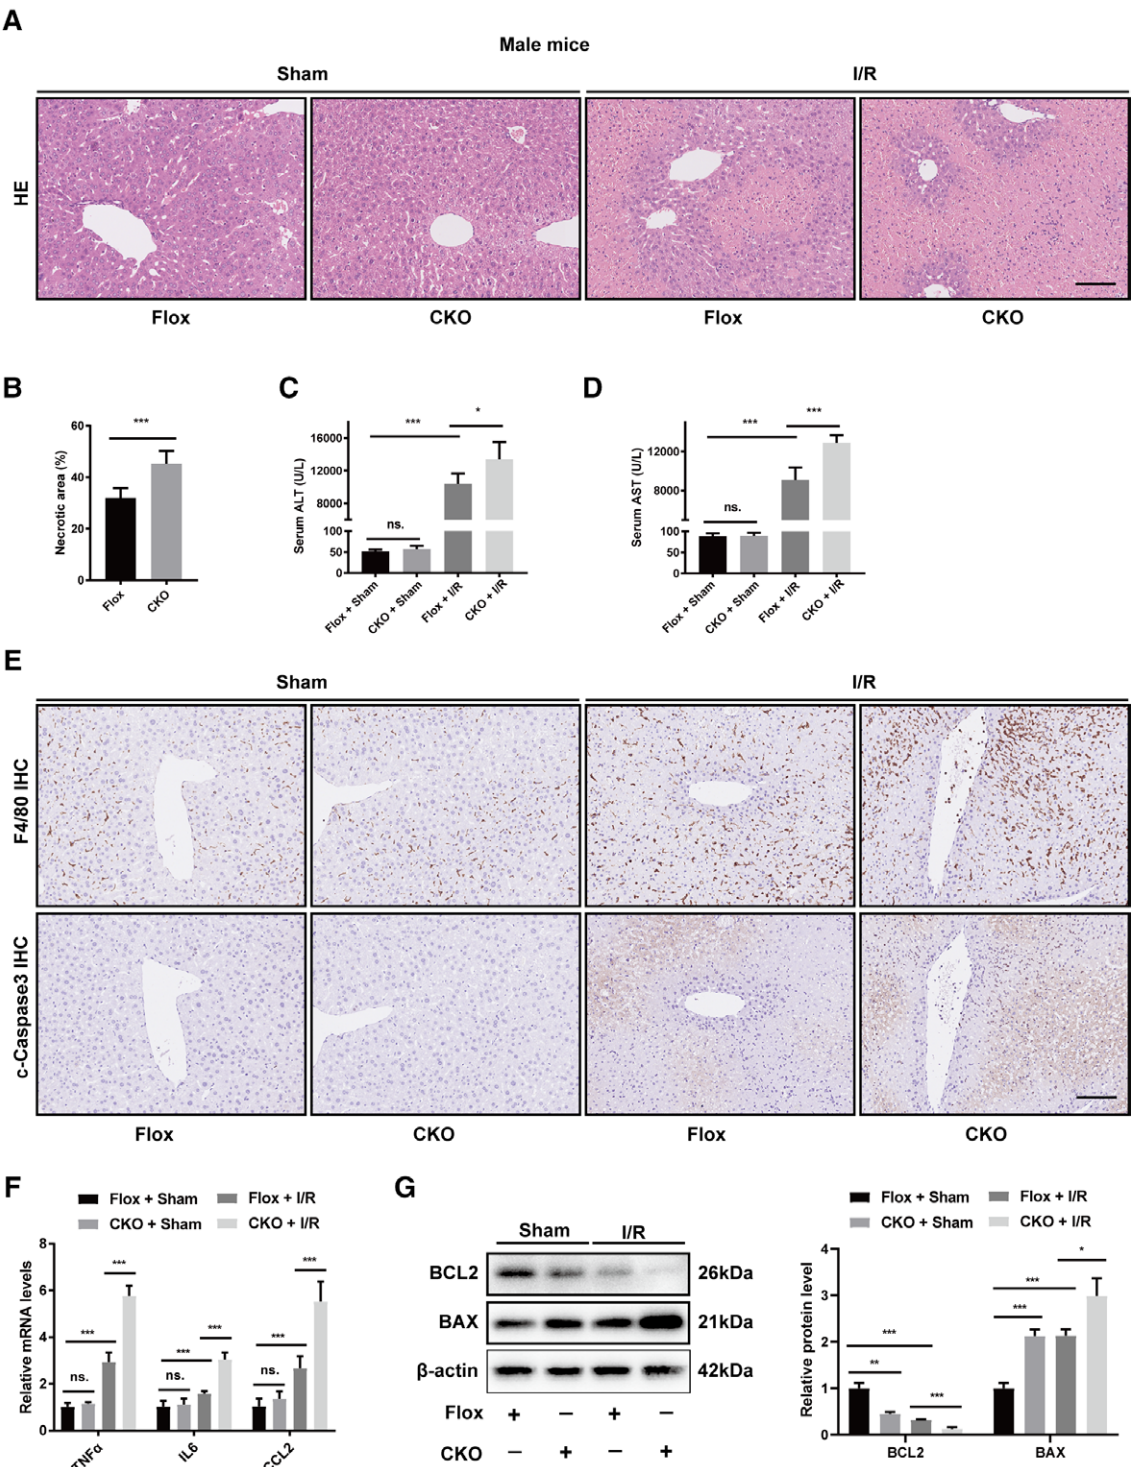 A
Male mice
Sham I/R
HE
Flox CKO Flox CKO
B
***
Necrotic area (%)
60
40
20
0
Flox CKO
C
*** *
Serum ALT (U/L)
16000
12000
8000
ns.
100
50
0
Flox + Sham CKO + Sham Flox + I/R CKO + I/R
D
*** ***
Serum AST (U/L)
12000
8000
ns.
100
50
0
Flox + Sham CKO + Sham Flox + I/R CKO + I/R
E
Sham I/R
F4/80 IHC
c-Caspase3 IHC
Flox CKO Flox CKO
F
Flox + Sham Flox + I/R
CKO + Sham CKO + I/R
Relative mRNA levels
8
6
4
2
0
ns. *** ***
ns. *** ***
ns. *** ***
TNFα IL6 CCL2
G
Sham I/R
BCL2 26kDa
BAX 21kDa
β-actin 42kDa
Flox + − + −
CKO − + − +
Flox + Sham Flox + I/R
CKO + Sham CKO + I/R
Relative protein level
4
3
2
1
0
** *** ***
*** *** *
BCL2 BAX